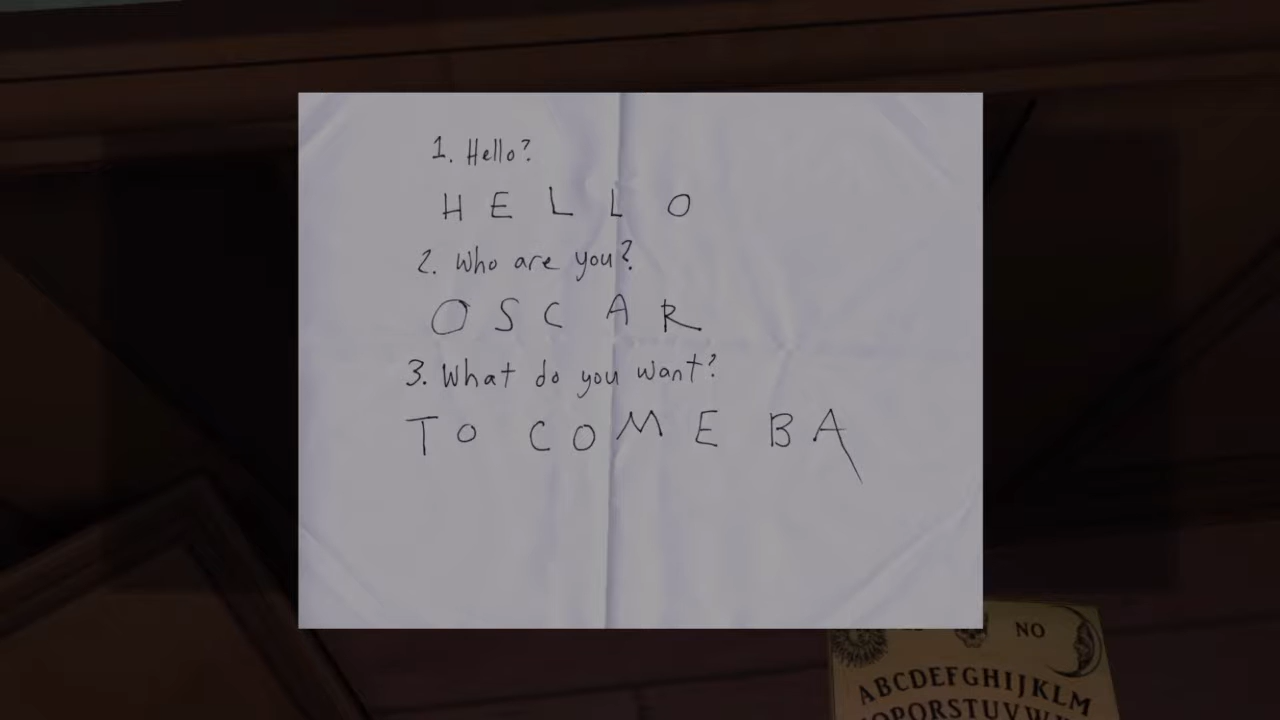 1. Hello?
H E L L O
2. Who are you?
O S C A R
3. What do you want?
T O C O M E B A
NO
ABCDEFGHIJKLM